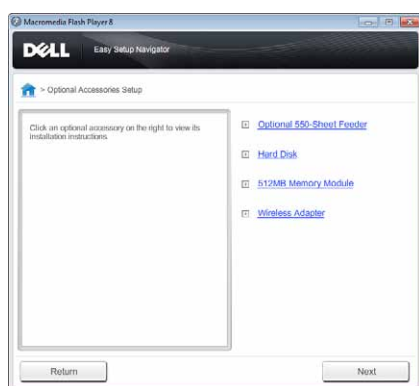 Macromedia Flash Player 8
DELL Easy Setup Navigator
> Optional Accessories Setup
Click an optional accessory on the right to view its
installation instructions.
Optional 550-Sheet Feeder
Hard Disk
512MB Memory Module
Wireless Adapter
Return Next